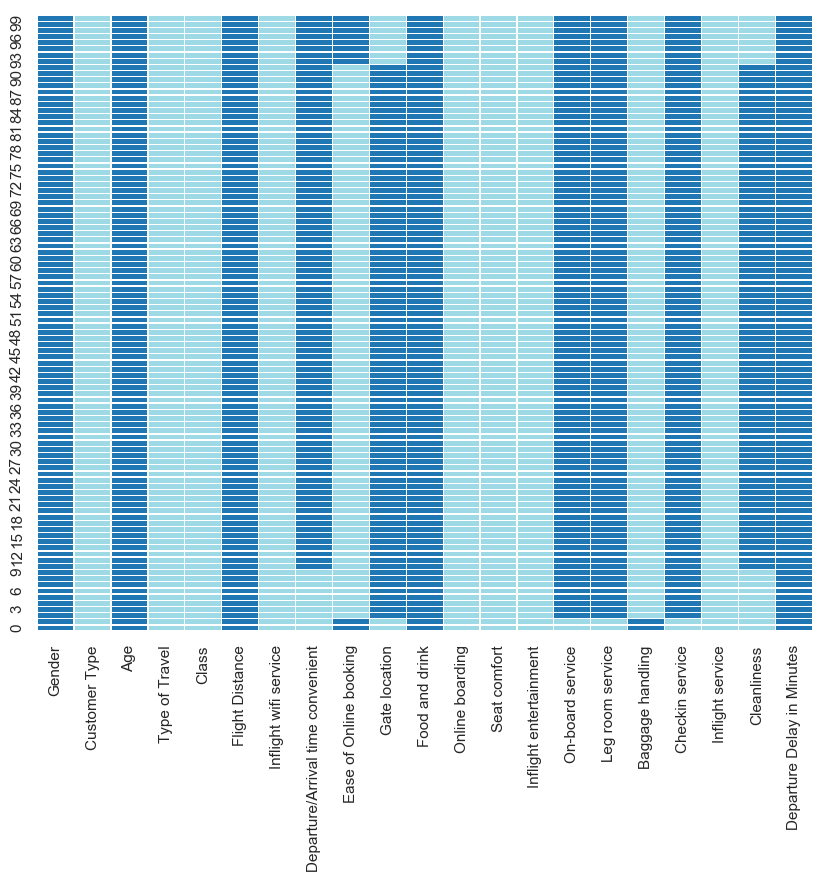 99
96
93
90
87
84
81
78
75
72
69
66
63
60
57
54
51
48
45
42
39
36
33
30
27
24
21
18
15
12
9
6
3
0
Gender
Customer Type
Age
Type of Travel
Class
Flight Distance
Inflight wifi service
Departure/Arrival time convenient
Ease of Online booking
Gate location
Food and drink
Online boarding
Seat comfort
Inflight entertainment
On-board service
Leg room service
Baggage handling
Checkin service
Inflight service
Cleanliness
Departure Delay in Minutes